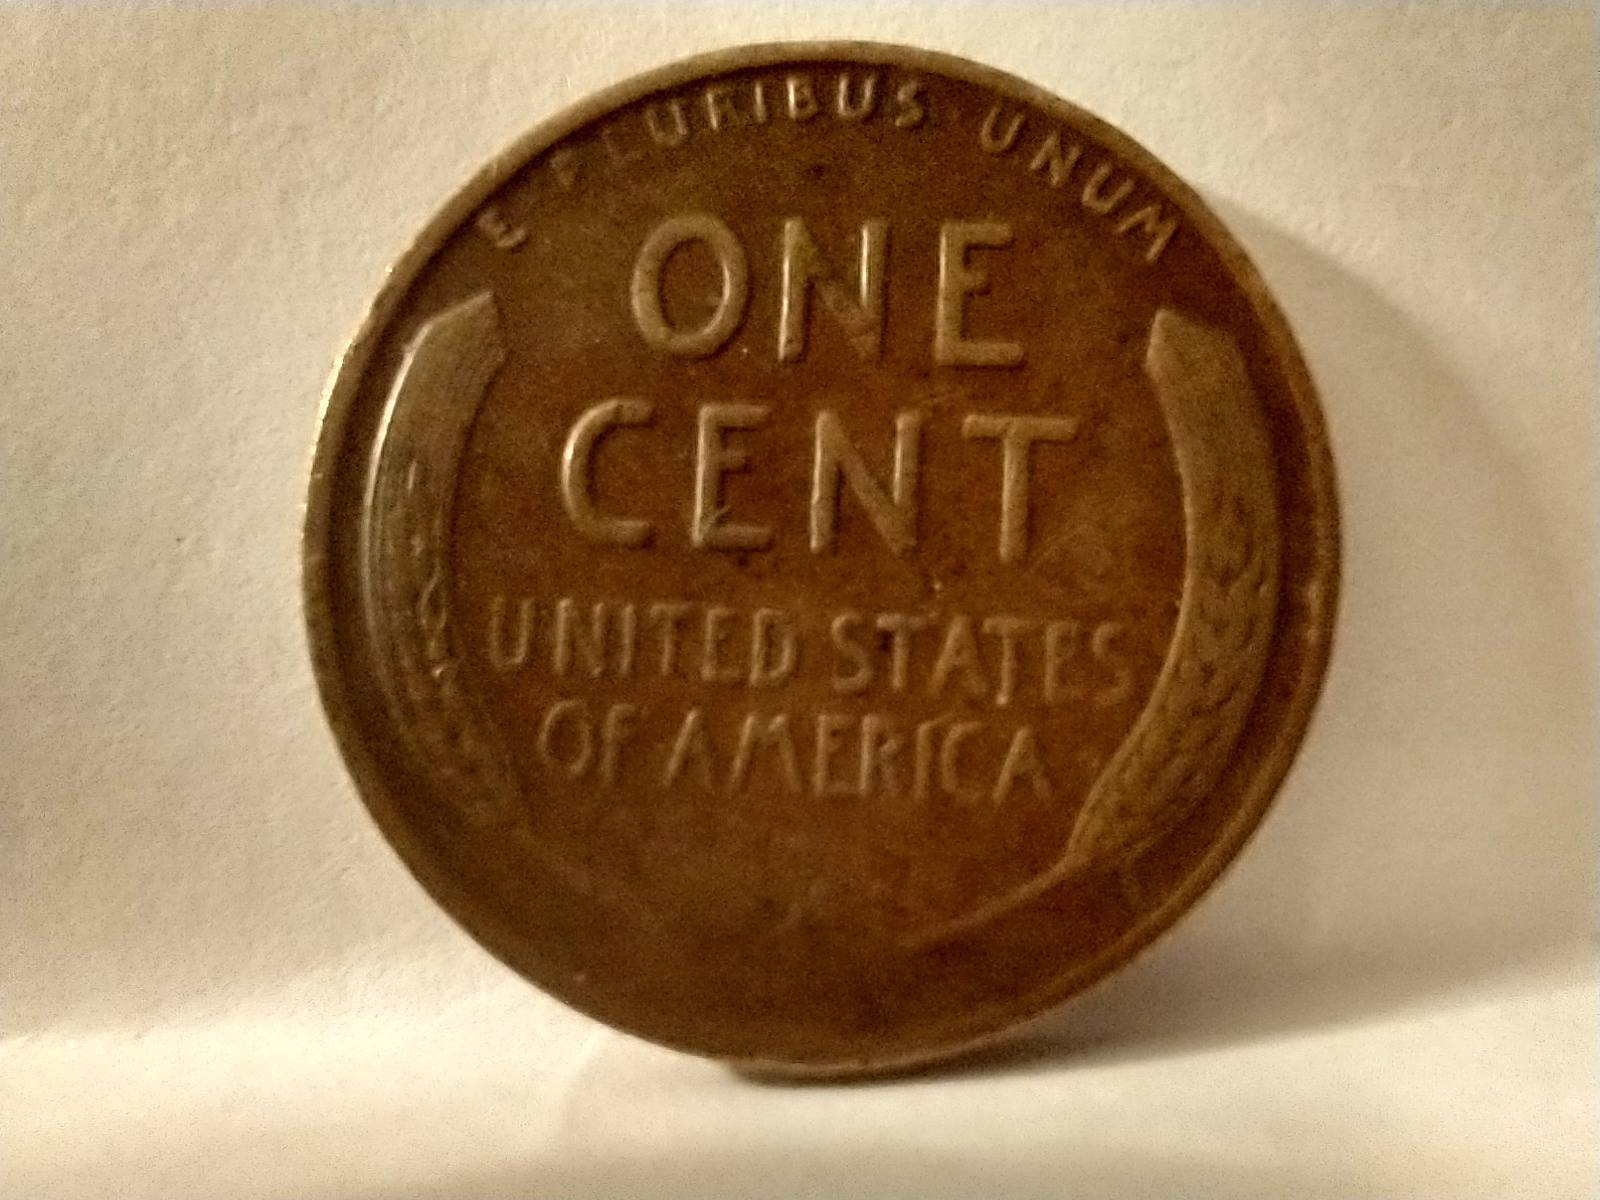 E PLURIBUS UNUM
ONE
CENT
UNITED STATES
OF AMERICA